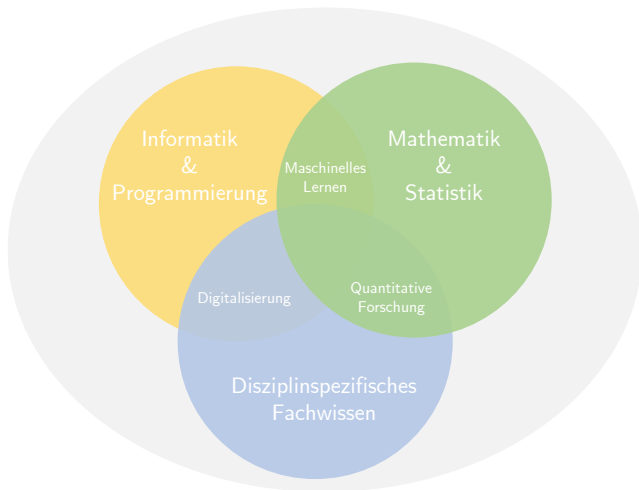 Informatik
&
Programmierung
Mathematik
&
Statistik
Maschinelles
Lernen
Digitalisierung
Quantitative
Forschung
Disziplinspezifisches
Fachwissen